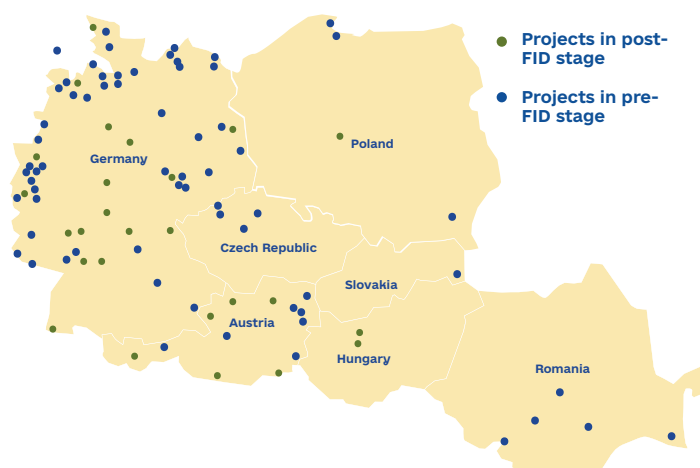 Projects in post-
FID stage
Projects in pre-
FID stage
Poland
Germany
Czech Republic
Slovakia
Austria
Hungary
Romania